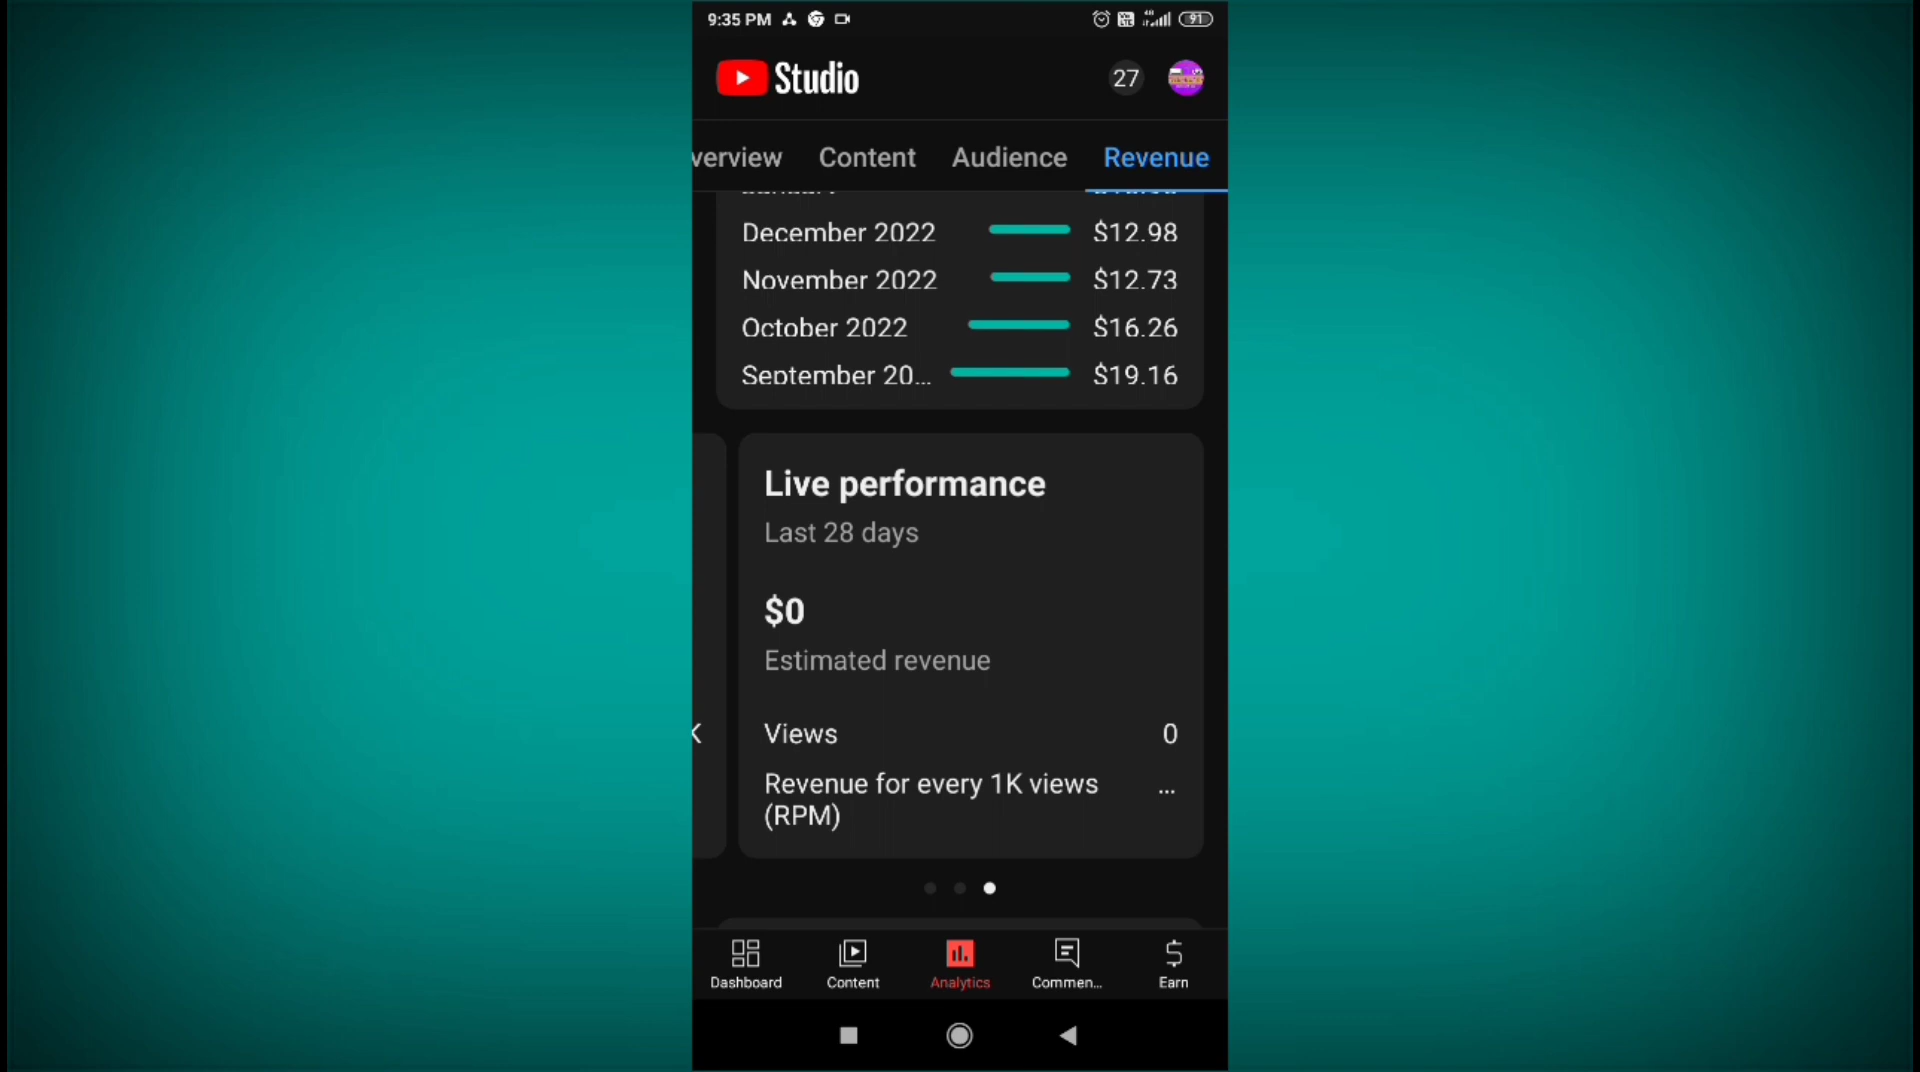 9:35 PM 91
Studio 27
verview Content Audience Revenue
December 2022 $12.98
November 2022 $12.73
October 2022 $16.26
September 20... $19.16
Live performance
Last 28 days
$0
Estimated revenue
K Views 0
Revenue for every 1K views ...
(RPM)
Dashboard Content Analytics Commen... Earn